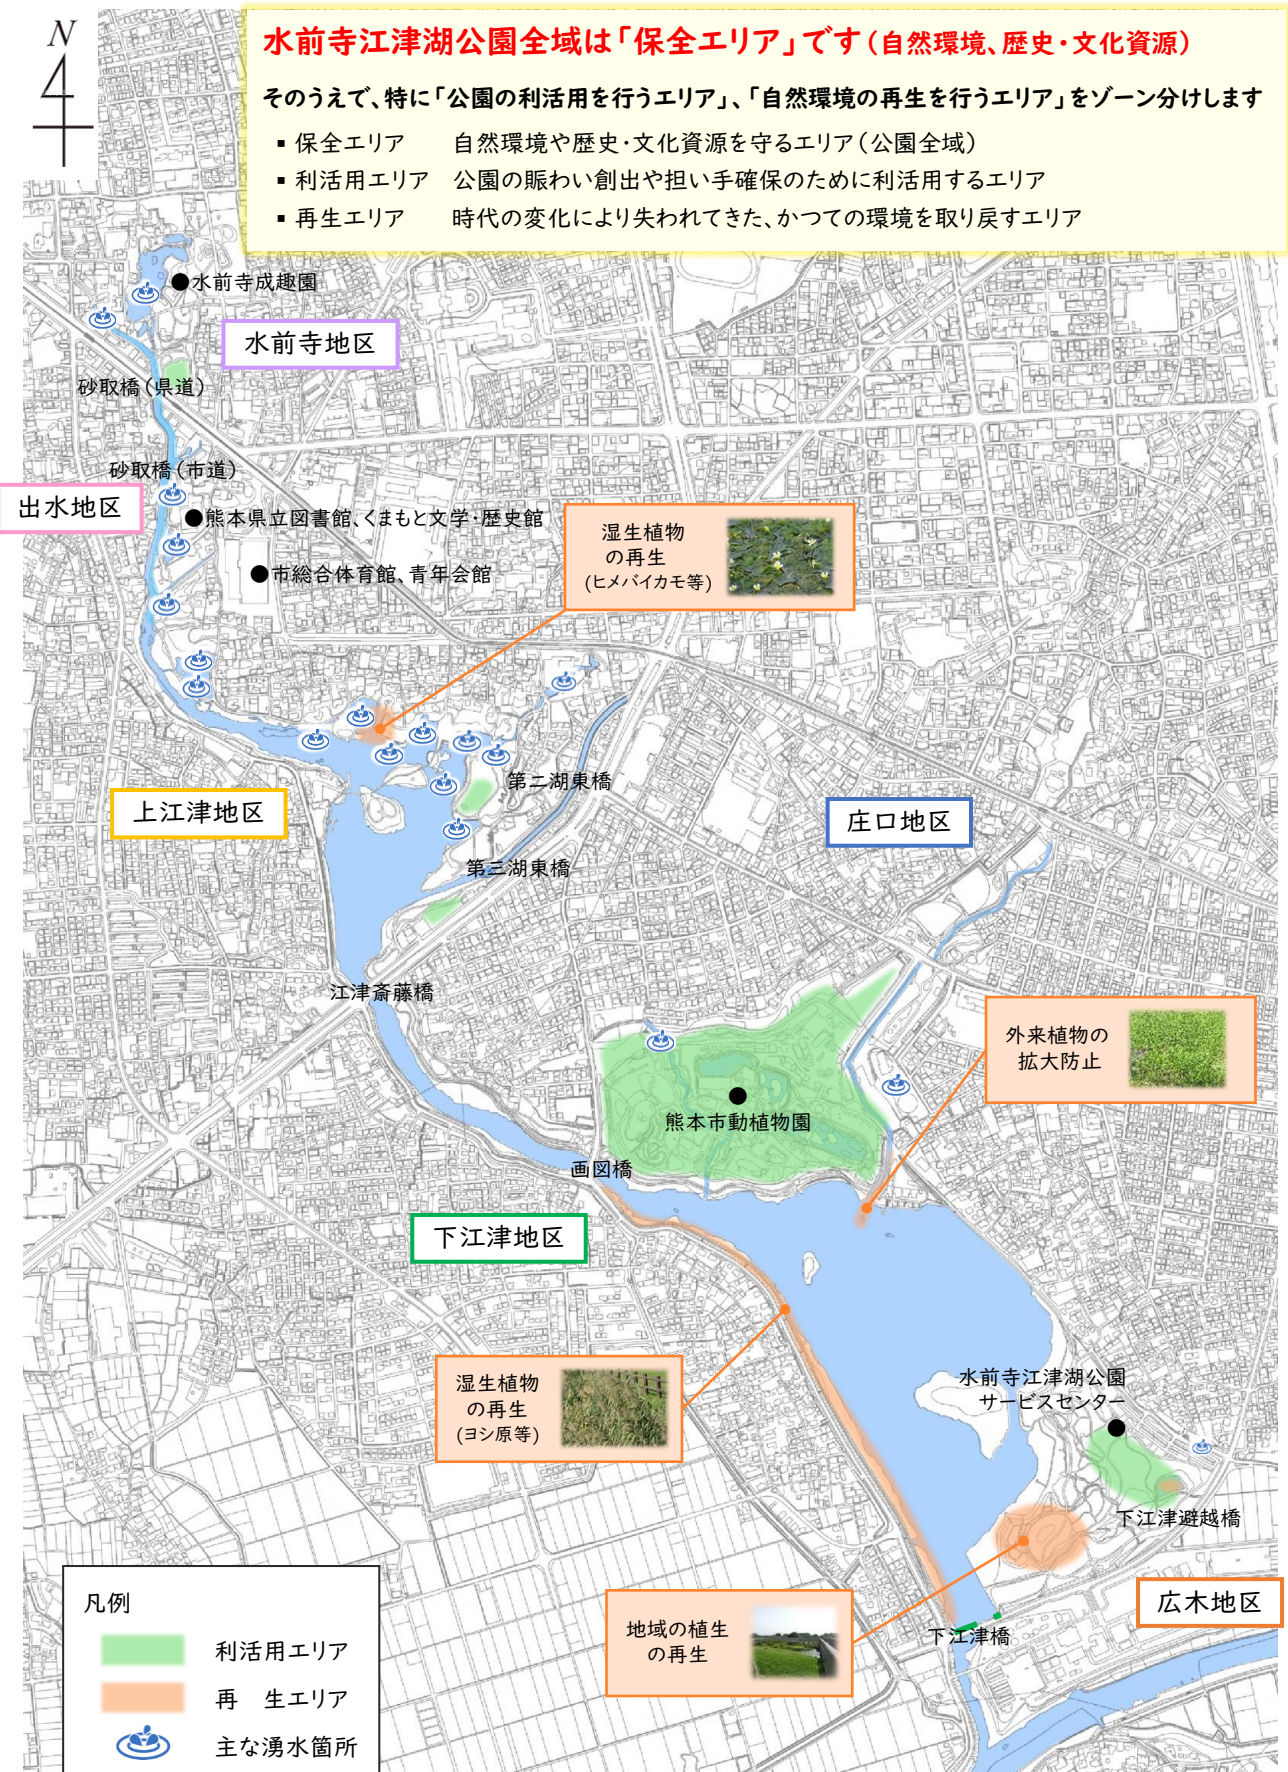 N
水前寺江津湖公園全域は「保全エリア」です(自然環境、歴史・文化資源)
そのうえで、特に「公園の利活用を行うエリア」、「自然環境の再生を行うエリア」をゾーン分けします
▪ 保全エリア　自然環境や歴史・文化資源を守るエリア(公園全域)
▪ 利活用エリア　公園の賑わい創出や担い手確保のために利活用するエリア
▪ 再生エリア　時代の変化により失われてきた、かつての環境を取り戻すエリア
●水前寺成趣園
水前寺地区
砂取橋(県道)
砂取橋(市道)
出水地区
●熊本県立図書館、くまもと文学・歴史館
●市総合体育館、青年会館
湿生植物
の再生
(ヒメバイカモ等)
第二湖東橋
上江津地区
庄口地区
第三湖東橋
江津斎藤橋
外来植物の
拡大防止
熊本市動植物園
画図橋
下江津地区
湿生植物
の再生
(ヨシ原等)
水前寺江津湖公園
サービスセンター
下江津避越橋
広木地区
地域の植生
の再生
下江津橋
凡例
利活用エリア
再　生エリア
主な湧水箇所